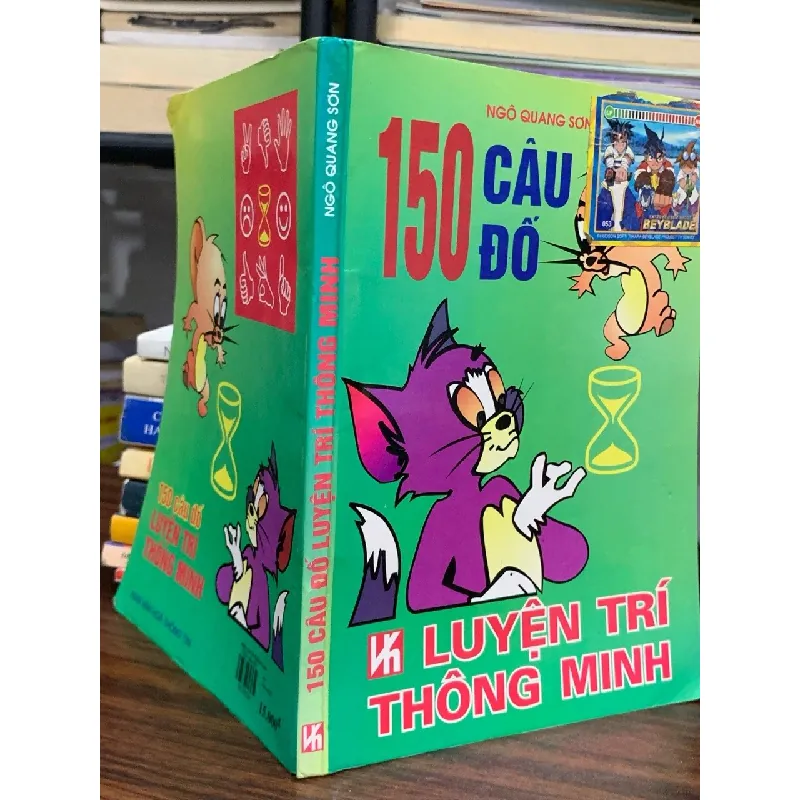 NGÔ QUANG SƠN
150 CÂU
ĐỐ
853
BEYBLADE
LUYỆN TRÍ
THÔNG MINH
NGÔ QUANG SƠN
150 CÂU ĐỐ LUYỆN TRÍ THÔNG MINH
150 câu đố
LUYỆN TRÍ
THÔNG MINH